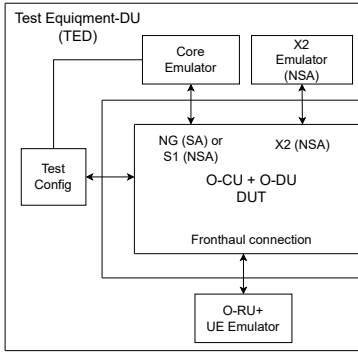 Test Equiqment-DU
(TED)
Core
Emulator
X2
Emulator
(NSA)
NG (SA) or
S1 (NSA)
X2 (NSA)
Test
Config
O-CU + O-DU
DUT
Fronthaul connection
O-RU+
UE Emulator